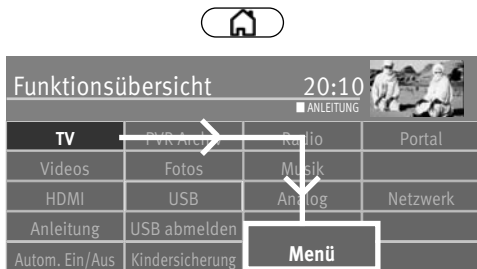 Funktionsübersicht 20:10
ANLEITUNG
TV PVR Archiv Radio Portal
Videos Fotos Musik
HDMI USB Analog Netzwerk
Anleitung USB abmelden
Autom. Ein/Aus Kindersicherung Menü